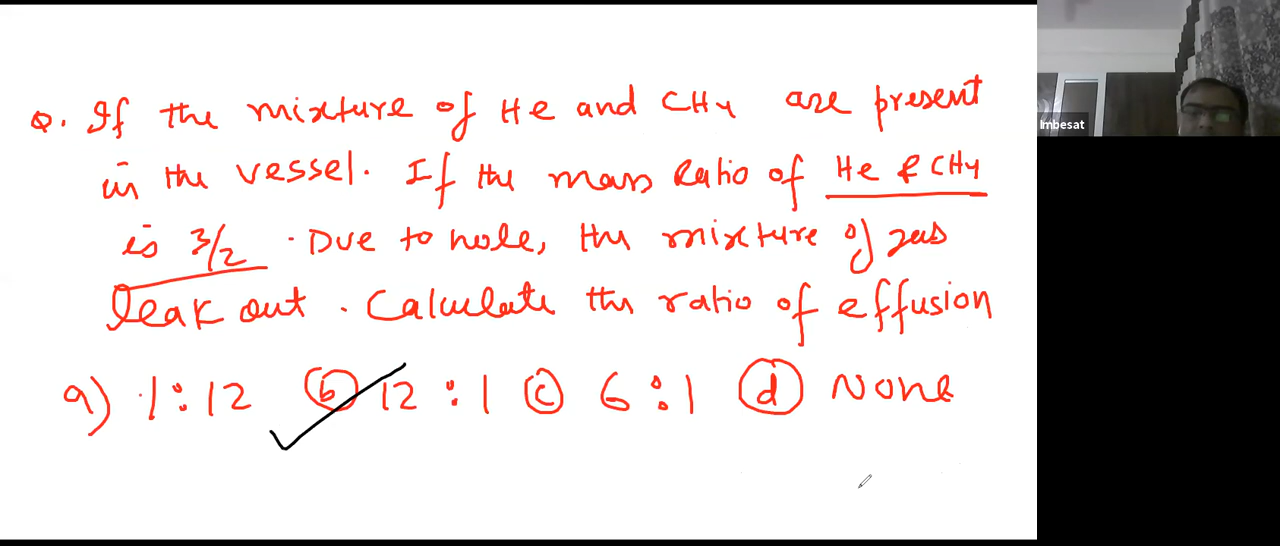 Q. If the mixture of He and CH4 are present
in the vessel. If the mass Ratio of He & CH4
is 3/2. Due to hole, the mixture of gas
leak out. Calculate the ratio of effusion
a) 1:12 (b) 12:1 (c) 6:1 (d) None
Imbesat